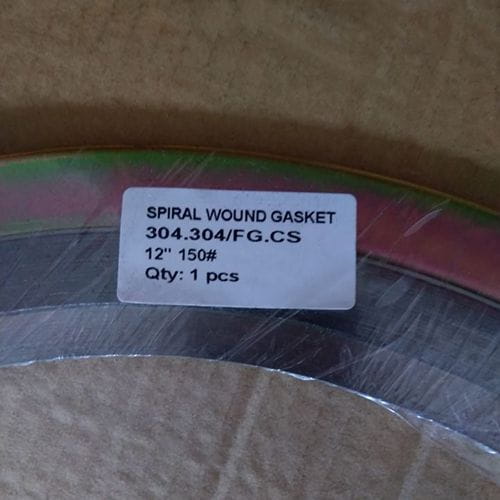 SPIRAL WOUND GASKET
304.304/FG.CS
12" 150#
Qty: 1 pcs